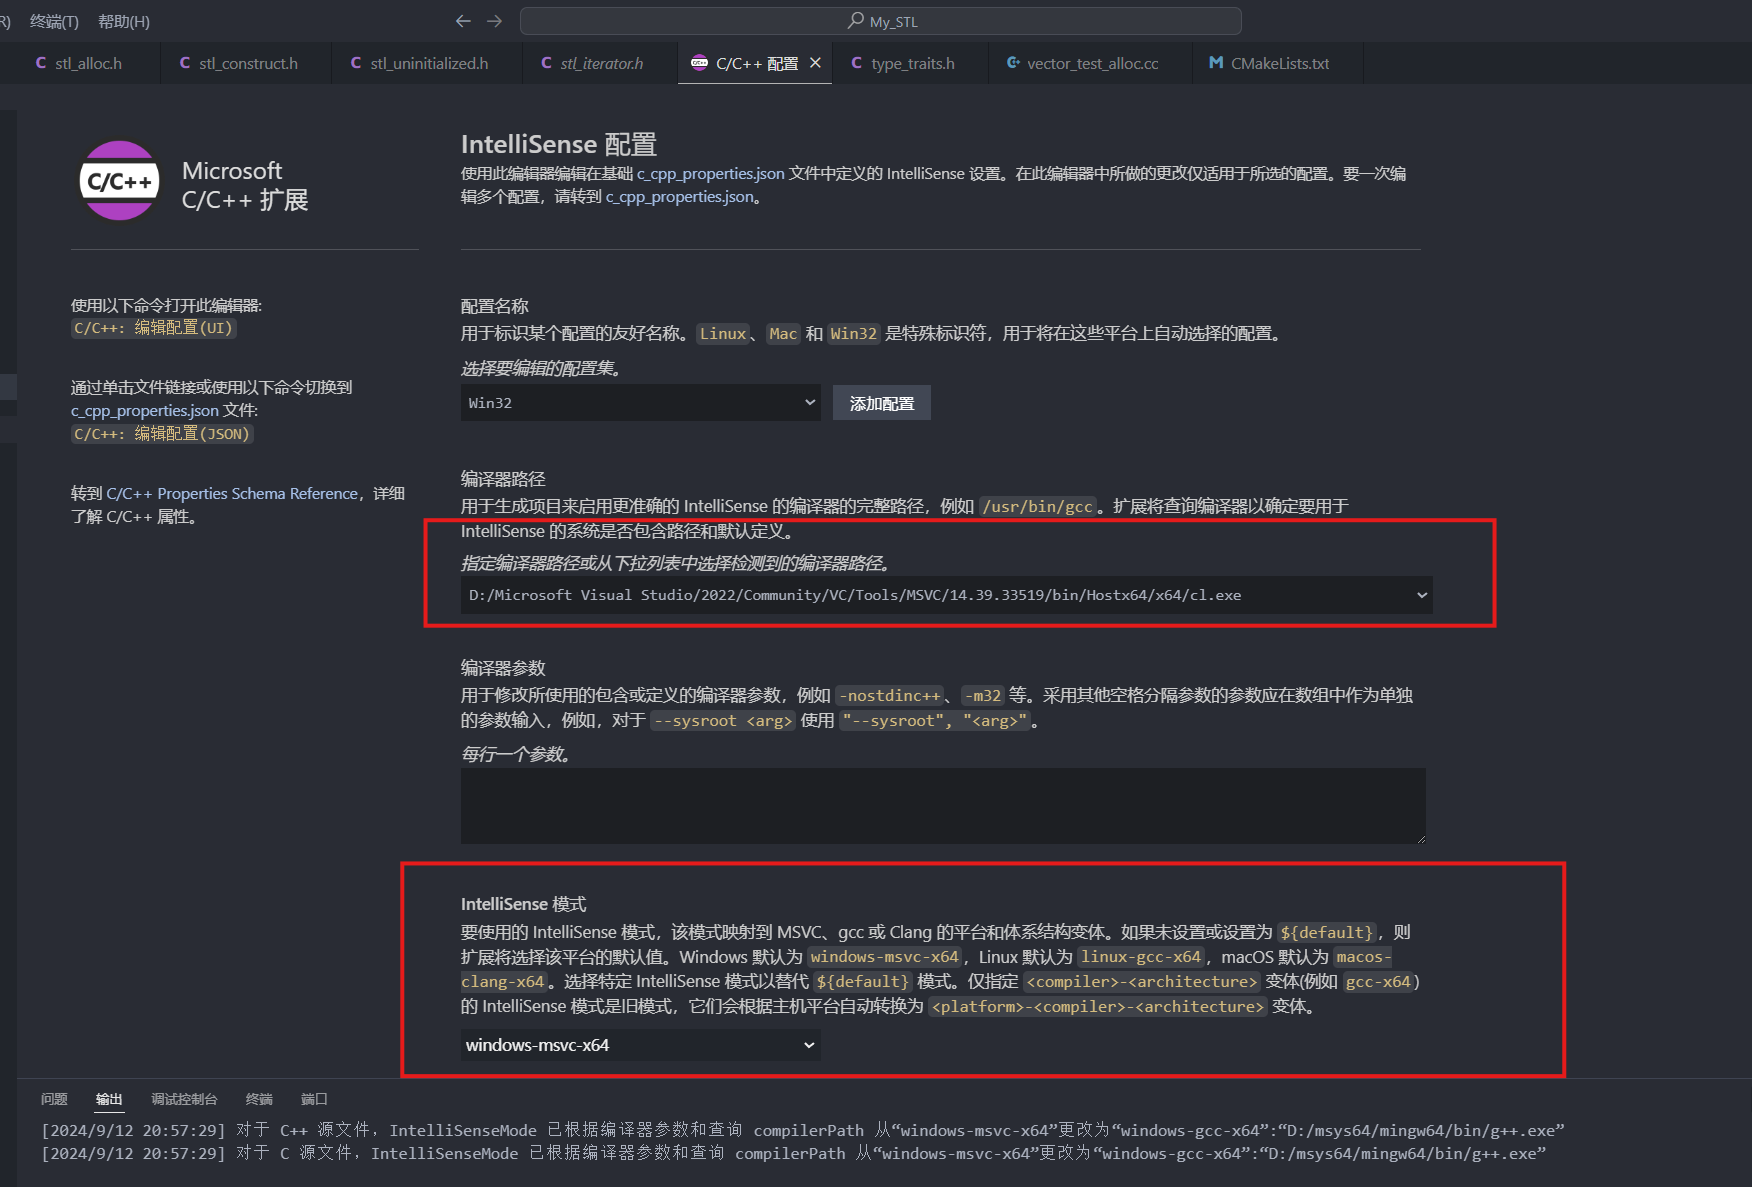 R) 终端(T) 帮助(H) My_STL
stl_alloc.h stl_construct.h stl_uninitialized.h stl_iterator.h C/C++ 配置 type_traits.h vector_test_alloc.cc CMakeLists.txt
C/C++
Microsoft
C/C++ 扩展
使用以下命令打开此编辑器:
C/C++: 编辑配置(UI)
通过单击文件链接或使用以下命令切换到
c_cpp_properties.json 文件:
C/C++: 编辑配置(JSON)
转到 C/C++ Properties Schema Reference，详细
了解 C/C++ 属性。
IntelliSense 配置
使用此编辑器编辑在基础 c_cpp_properties.json 文件中定义的 IntelliSense 设置。在此编辑器中所做的更改仅适用于所选的配置。要一次编
辑多个配置，请转到 c_cpp_properties.json。
配置名称
用于标识某个配置的友好名称。Linux、Mac 和 Win32 是特殊标识符，用于将在这些平台上自动选择的配置。
选择要编辑的配置集。
Win32 添加配置
编译器路径
用于生成项目来启用更准确的 IntelliSense 的编译器的完整路径，例如 /usr/bin/gcc。扩展将查询编译器以确定要用于
IntelliSense 的系统是否包含路径和默认定义。
指定编译器路径或从下拉列表中选择检测到的编译器路径。
D:/Microsoft Visual Studio/2022/Community/VC/Tools/MSVC/14.39.33519/bin/Hostx64/x64/cl.exe
编译器参数
用于修改所使用的包含或定义的编译器参数，例如 -nostdinc++、-m32 等。采用其他空格分隔参数的参数应在数组中作为单独
的参数输入，例如，对于 --sysroot <arg> 使用 "--sysroot", "<arg>"。
每行一个参数。
IntelliSense 模式
要使用的 IntelliSense 模式，该模式映射到 MSVC、gcc 或 Clang 的平台和体系结构变体。如果未设置或设置为 ${default}，则
扩展将选择该平台的默认值。Windows 默认为 windows-msvc-x64，Linux 默认为 linux-gcc-x64，macOS 默认为 macos-
clang-x64。选择特定 IntelliSense 模式以替代 ${default} 模式。仅指定 <compiler>-<architecture> 变体(例如 gcc-x64)
的 IntelliSense 模式是旧模式，它们会根据主机平台自动转换为 <platform>-<compiler>-<architecture> 变体。
windows-msvc-x64
问题 输出 调试控制台 终端 端口
[2024/9/12 20:57:29] 对于 C++ 源文件，IntelliSenseMode 已根据编译器参数和查询 compilerPath 从“windows-msvc-x64”更改为“windows-gcc-x64”:“D:/msys64/mingw64/bin/g++.exe”
[2024/9/12 20:57:29] 对于 C 源文件，IntelliSenseMode 已根据编译器参数和查询 compilerPath 从“windows-msvc-x64”更改为“windows-gcc-x64”:“D:/msys64/mingw64/bin/g++.exe”